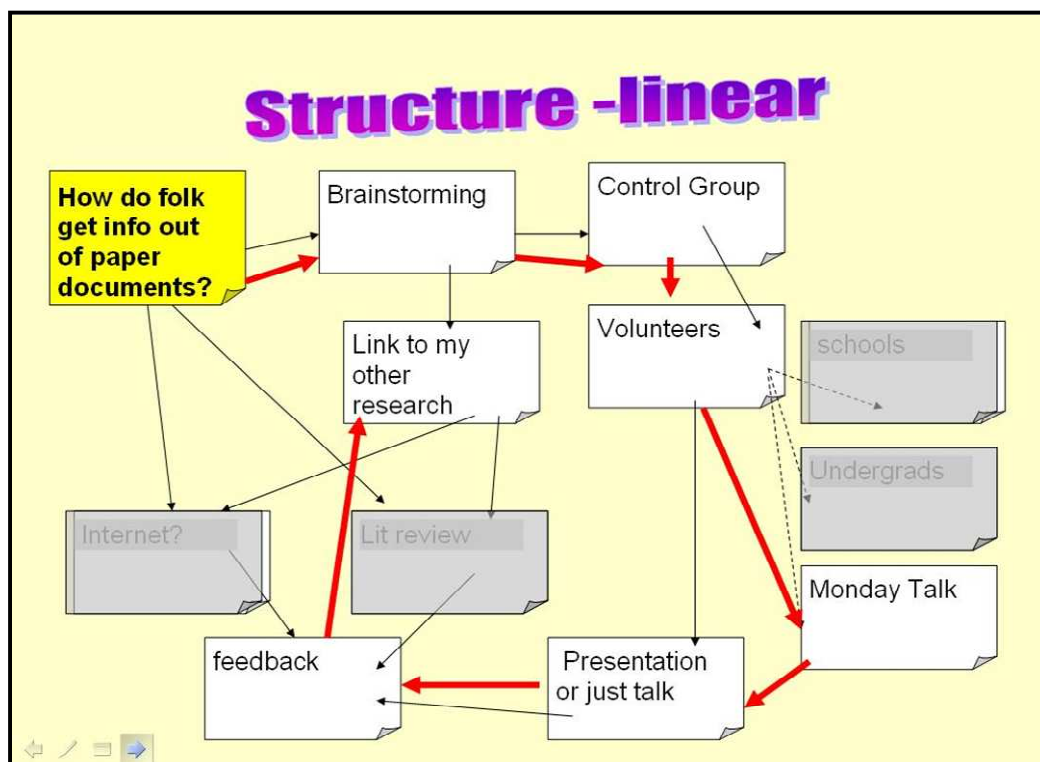 Structure -linear
How do folk
get info out
of paper
documents?
Brainstorming
Control Group
Link to my
other
research
Volunteers
schools
Undergrads
Internet?
Lit review
Monday Talk
feedback
Presentation
or just talk